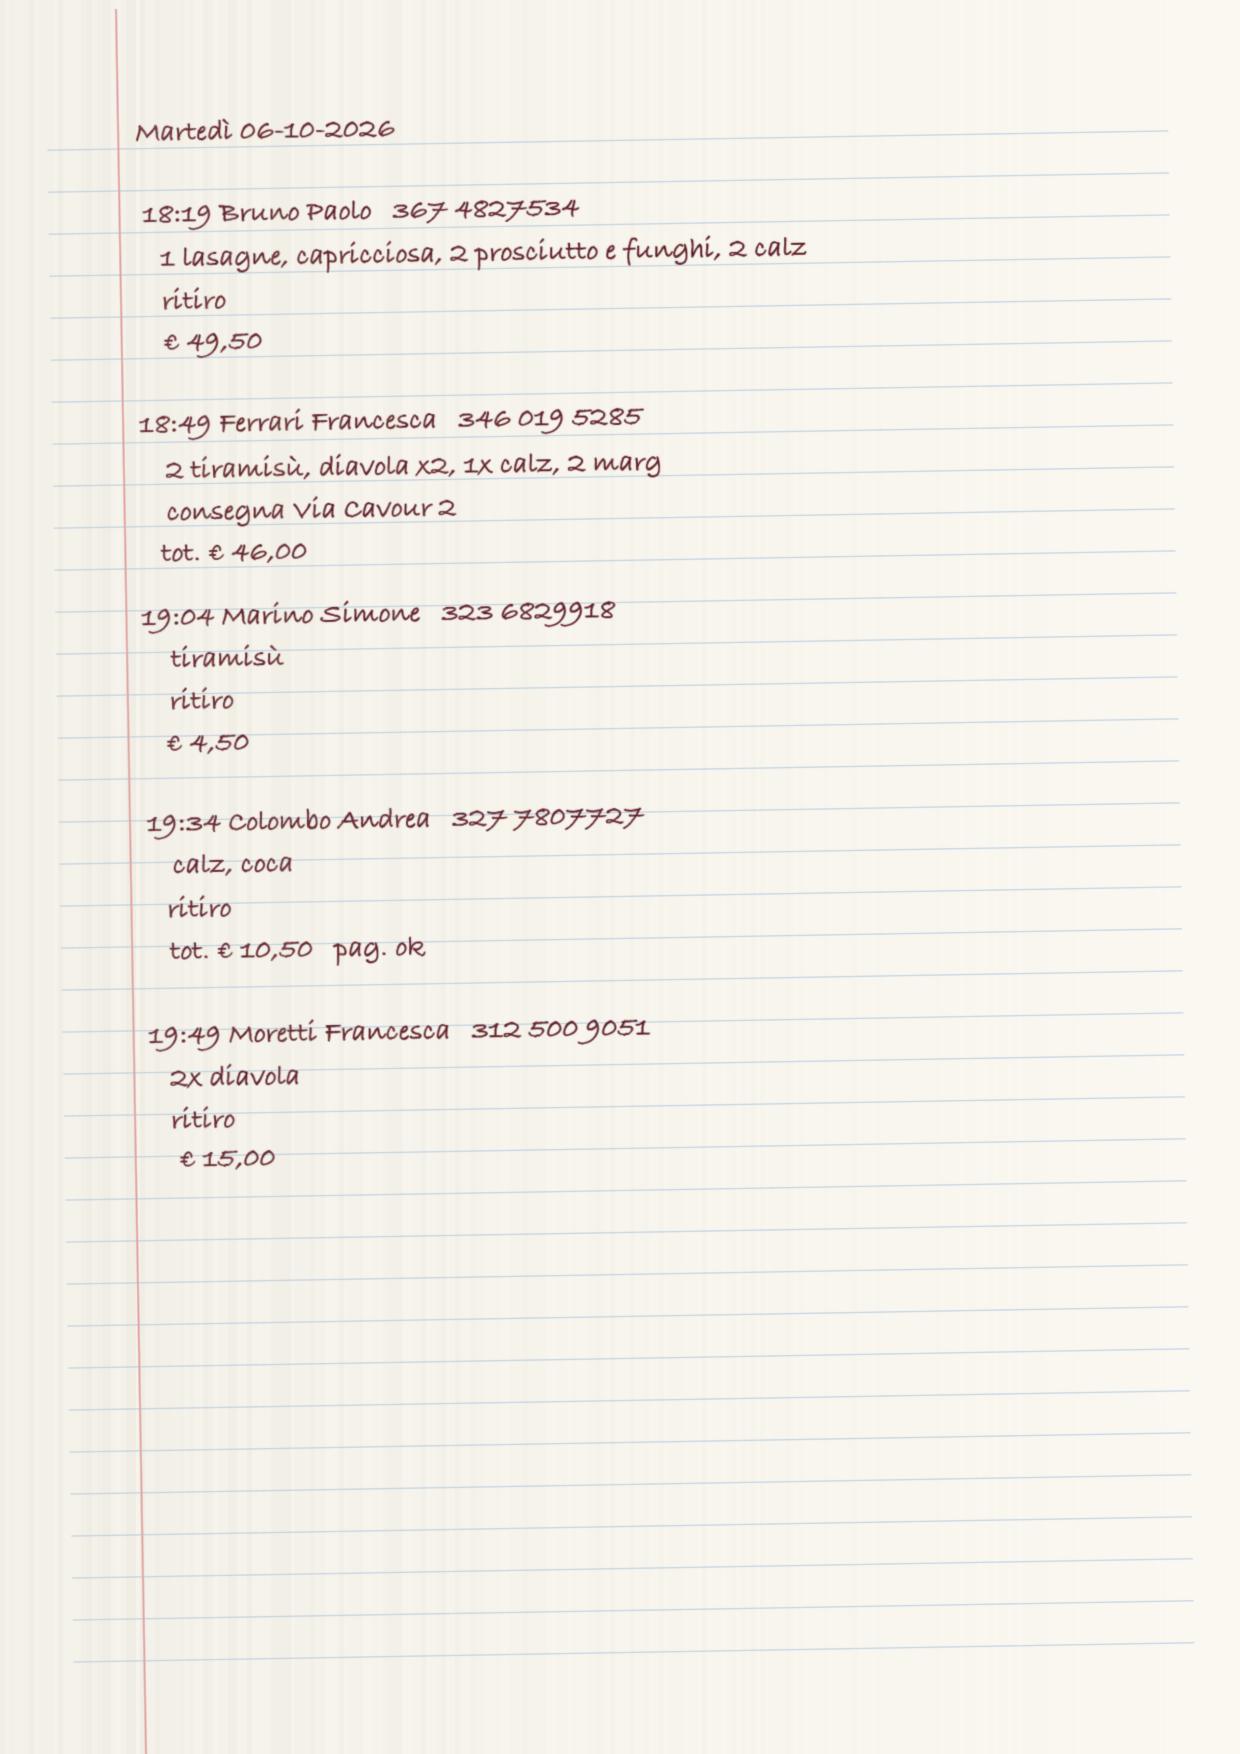 Martedì 06-10-2026
18:19 Bruno Paolo 367 4827534
1 lasagne, capricciosa, 2 prosciutto e funghi, 2 calz
ritiro
€ 49,50
18:49 Ferrari Francesca 346 019 5285
2 tiramisù, diavola x2, 1x calz, 2 marg
consegna Via Cavour 2
tot. € 46,00
19:04 Marino Simone 323 6829918
tiramisù
ritiro
€ 4,50
19:34 Colombo Andrea 327 7807727
calz, coca
ritiro
tot. € 10,50 pag. ok
19:49 Moretti Francesca 312 500 9051
2x diavola
ritiro
€ 15,00